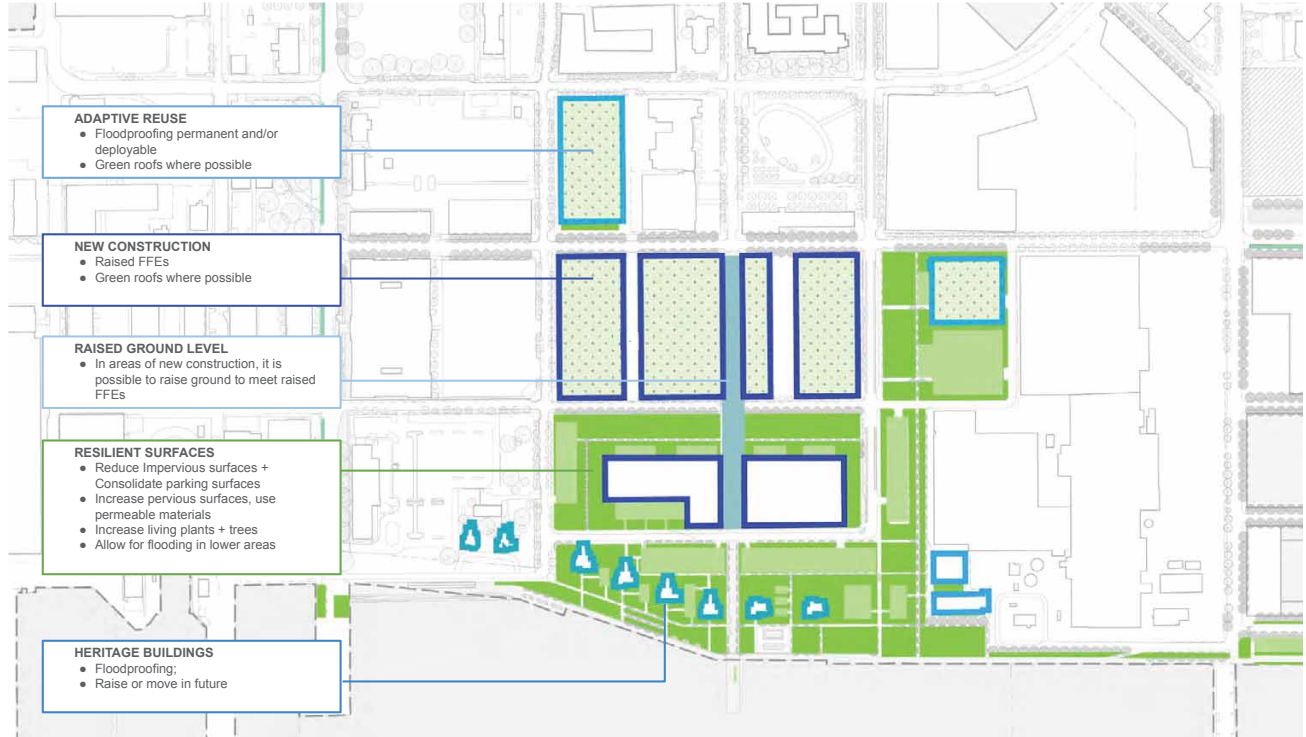 ADAPTIVE REUSE
● Floodproofing permanent and/or
deployable
● Green roofs where possible
NEW CONSTRUCTION
● Raised FFEs
● Green roofs where possible
RAISED GROUND LEVEL
● In areas of new construction, it is
possible to raise ground to meet raised
FFEs
RESILIENT SURFACES
● Reduce Impervious surfaces +
Consolidate parking surfaces
● Increase pervious surfaces, use
permeable materials
● Increase living plants + trees
● Allow for flooding in lower areas
HERITAGE BUILDINGS
● Floodproofing;
● Raise or move in future